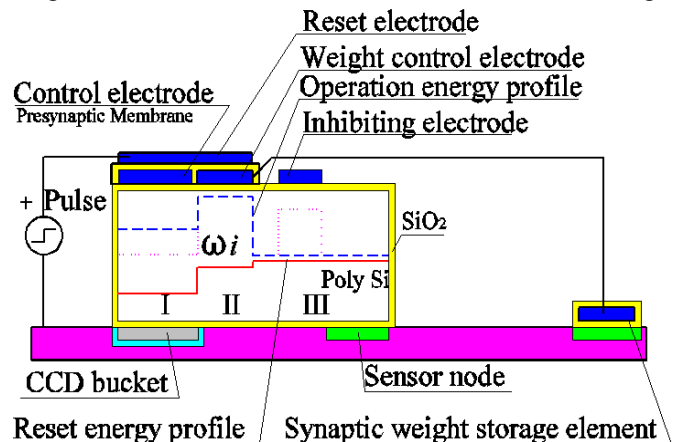 Reset electrode
Weight control electrode
Control electrode
Operation energy profile
Presynaptic Membrane
Inhibiting electrode
+ Pulse
SiO2
ωi
Poly Si
I II III
CCD bucket
Sensor node
Reset energy profile
Synaptic weight storage element